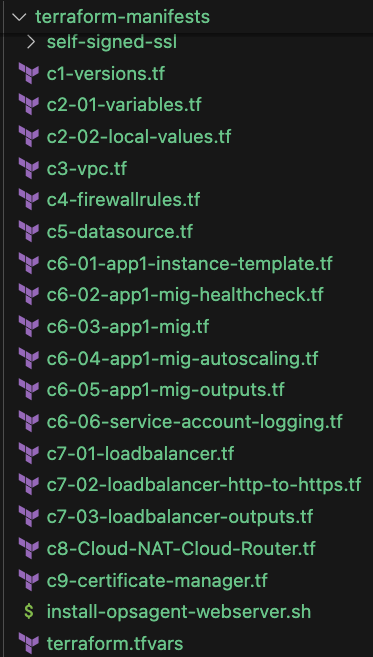 terraform-manifests
self-signed-ssl
c1-versions.tf
c2-01-variables.tf
c2-02-local-values.tf
c3-vpc.tf
c4-firewallrules.tf
c5-datasource.tf
c6-01-app1-instance-template.tf
c6-02-app1-mig-healthcheck.tf
c6-03-app1-mig.tf
c6-04-app1-mig-autoscaling.tf
c6-05-app1-mig-outputs.tf
c6-06-service-account-logging.tf
c7-01-loadbalancer.tf
c7-02-loadbalancer-http-to-https.tf
c7-03-loadbalancer-outputs.tf
c8-Cloud-NAT-Cloud-Router.tf
c9-certificate-manager.tf
$ install-opsagent-webserver.sh
terraform.tfvars